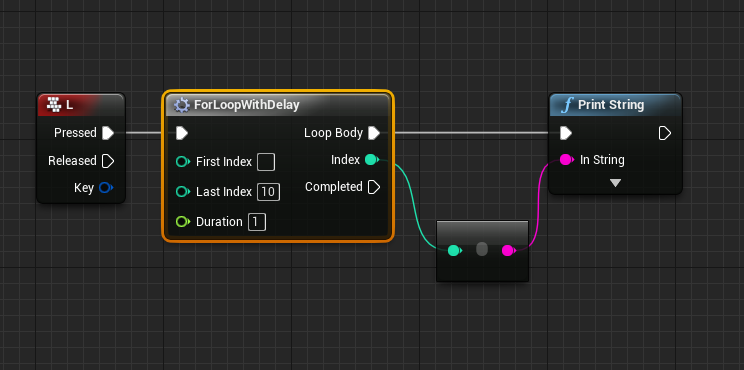 L
Pressed
Released
Key
ForLoopWithDelay
First Index
Last Index 10
Duration 1
Loop Body
Index
Completed
f Print String
In String